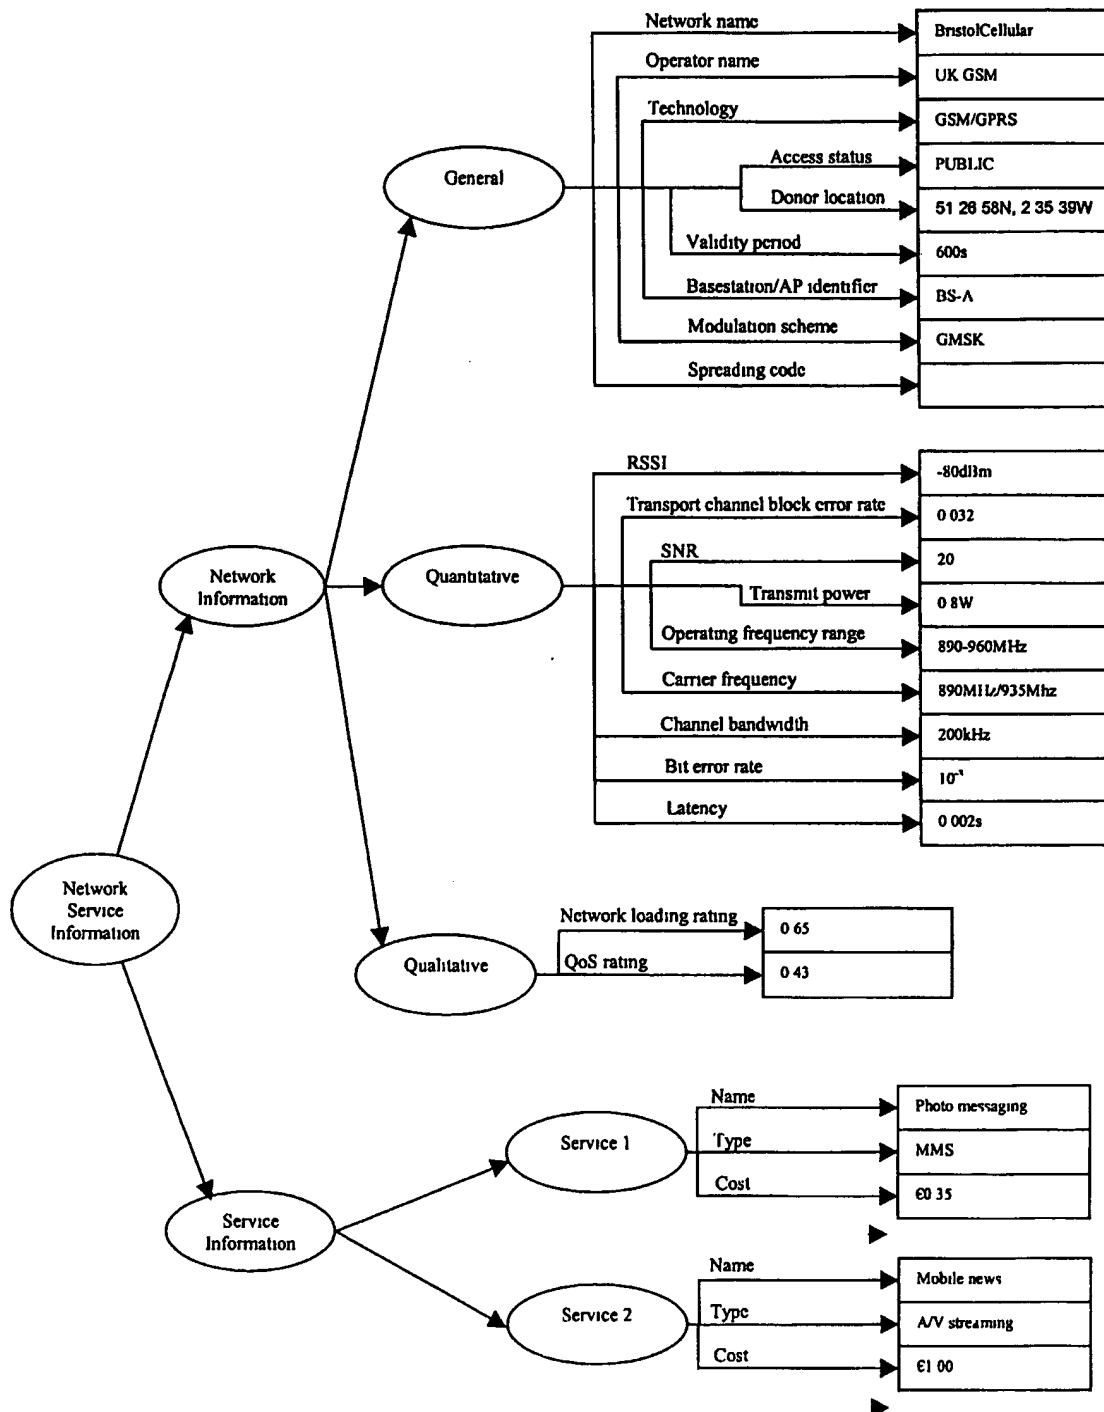 Network name
BristolCellular
Operator name
UK GSM
Technology
GSM/GPRS
Access status
PUBLIC
General
Donor location
51 26 58N, 2 35 39W
Validity period
600s
Basestation/AP identifier
BS-A
Modulation scheme
GMSK
Spreading code
RSSI
-80dBm
Transport channel block error rate
0 032
SNR
20
Quantitative
Transmit power
0 8W
Network
Information
Operating frequency range
890-960MHz
Carrier frequency
890MHz/935Mhz
Channel bandwidth
200kHz
Bit error rate
Latency
0 002s
Network
Service
Information
Network loading rating
0 65
Qualitative
QoS rating
0 43
Name
Photo messaging
Service 1
Type
MMS
Cost
€0 35
Service
Information
Name
Mobile news
Service 2
Type
A/V streaming
Cost
€1 00